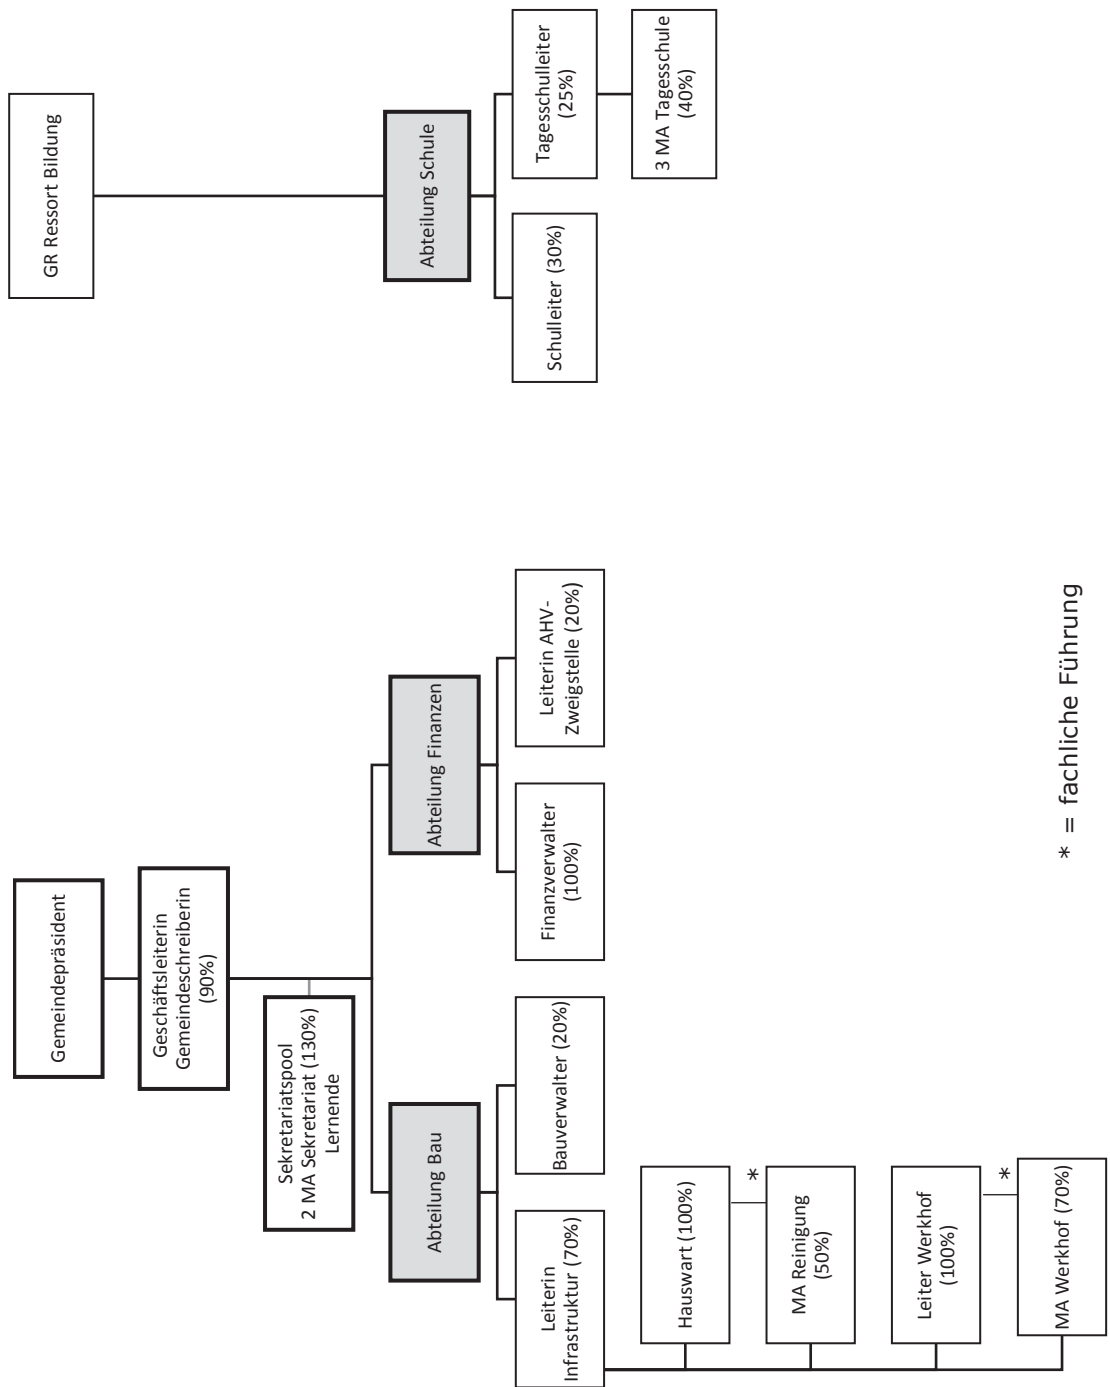 Gemeindepräsident
Geschäftsleiterin
Gemeindeschreiberin
(90%)
Sekretariatspool
2 MA Sekretariat (130%)
Lernende
Abteilung Bau
Abteilung Finanzen
Leiterin
Infrastruktur (70%)
Bauverwalter (20%)
Finanzverwalter
(100%)
Leiterin AHV-
Zweigstelle (20%)
Hauswart (100%)
*
MA Reinigung
(50%)
Leiter Werkhof
(100%)
*
MA Werkhof (70%)
GR Ressort Bildung
Abteilung Schule
Schulleiter (30%)
Tagesschulleiter
(25%)
3 MA Tagesschule
(40%)
* = fachliche Führung